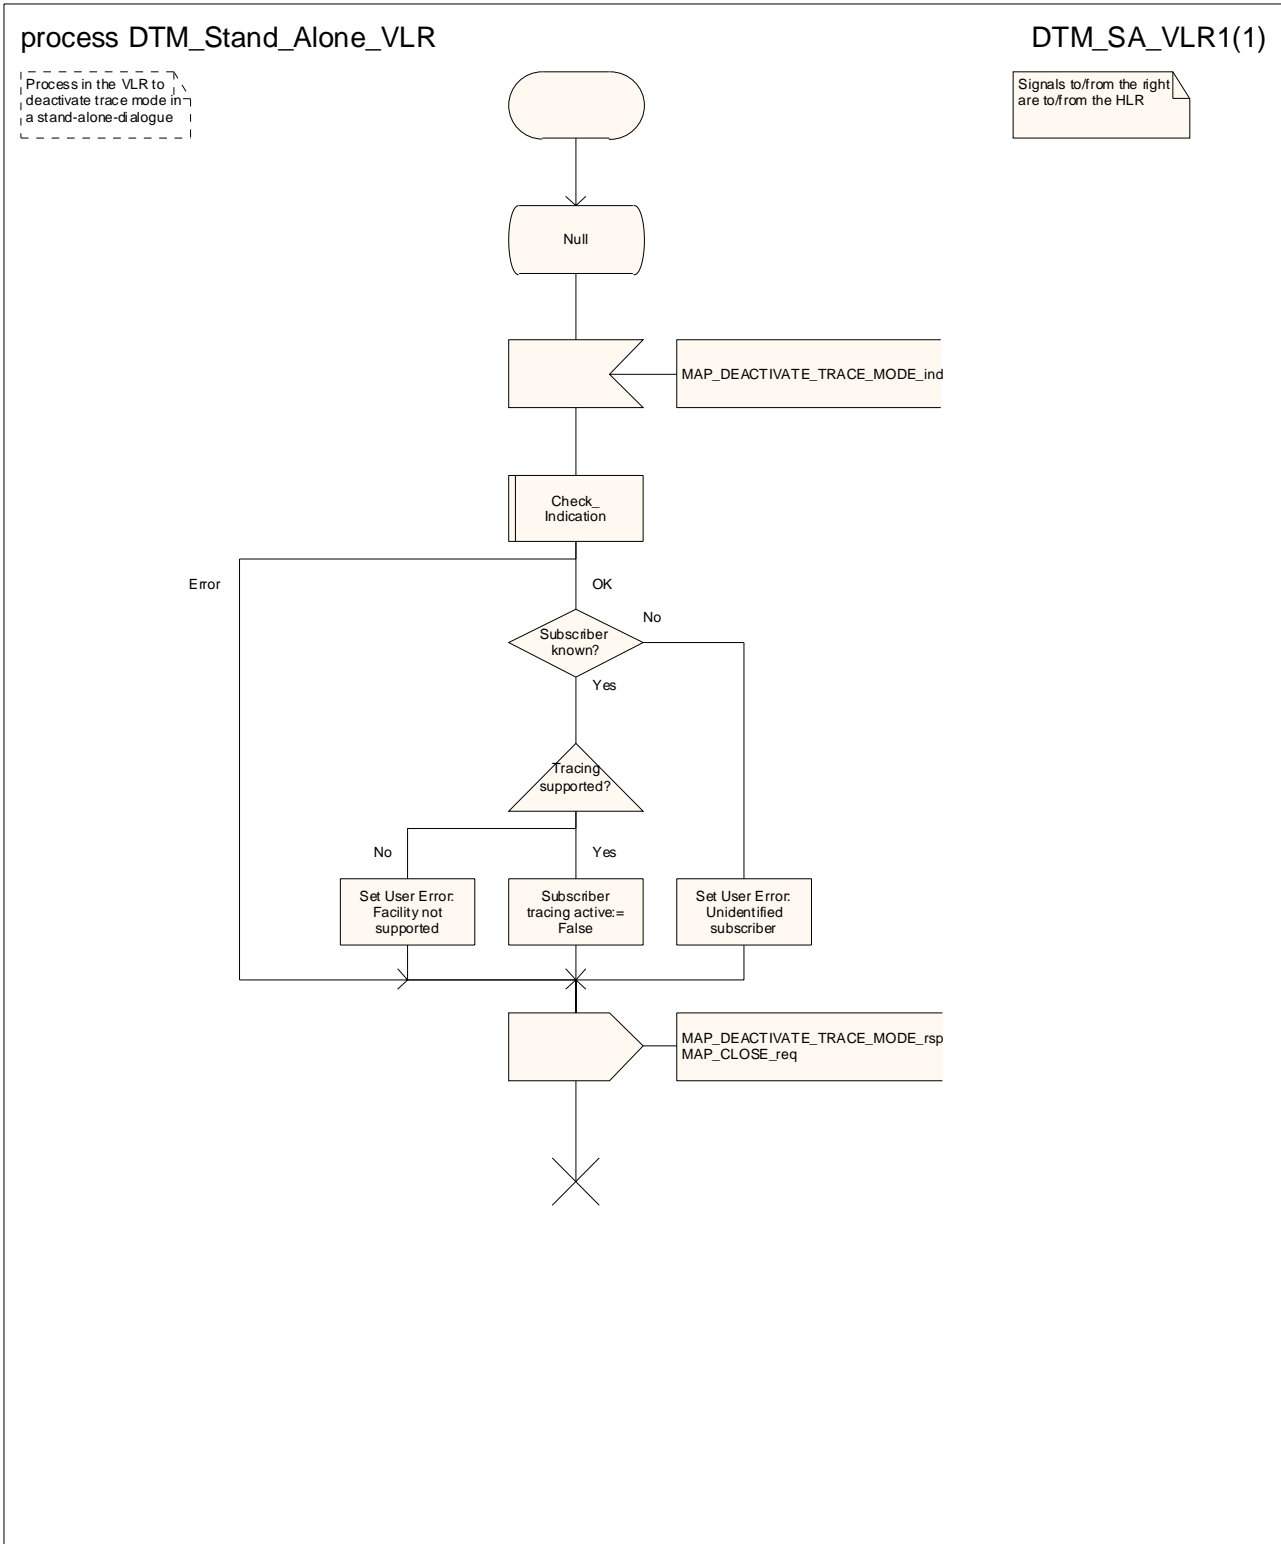 process DTM_Stand_Alone_VLR
DTM_SA_VLR1(1)
Process in the VLR to
deactivate trace mode in
a stand-alone-dialogue
Signals to/from the right
are to/from the HLR
Null
MAP_DEACTIVATE_TRACE_MODE_ind
Check_
Indication
Error
OK
No
Subscriber
known?
Yes
Tracing
supported?
No
Yes
Set User Error:
Facility not
supported
Subscriber
tracing active:=
False
Set User Error:
Unidentified
subscriber
MAP_DEACTIVATE_TRACE_MODE_rsp
MAP_CLOSE_req